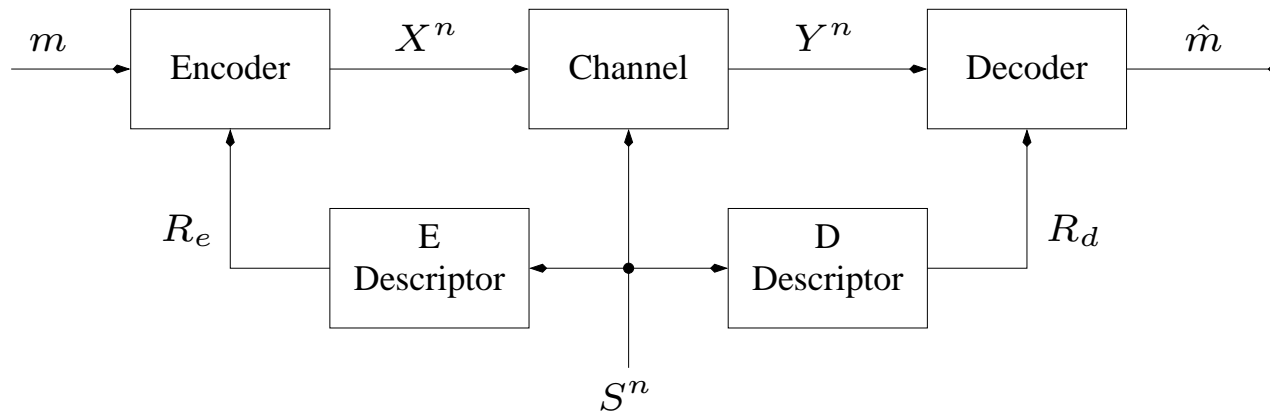 m
X^n
Y^n
m̂
Encoder
Channel
Decoder
R_e
E
Descriptor
D
Descriptor
R_d
S^n